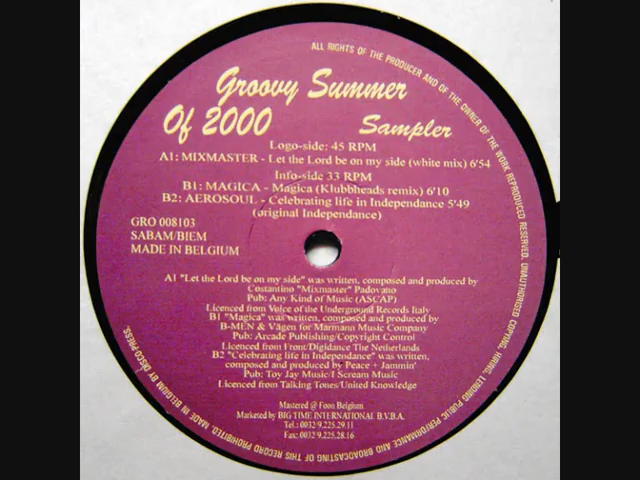 Groovy Summer
Of 2000 Sampler
Logo-side: 45 RPM
A1: MIXMASTER - Let the Lord be on my side (white mix) 6'54
Info-side 33 RPM
B1: MAGICA - Magica (Klubbheads remix) 6'10
B2: AEROSOUL - Celebrating life in Independance 5'49
(original Independance)
GRO 008103
SABAM/BIEM
MADE IN BELGIUM
A1 "Let the Lord be on my side" was written, composed and produced by
Costantino "Mixmaster" Padovano
Pub: Any Kind of Music (ASCAP)
Licenced from Voice of the Underground Records Italy
B1 "Magica" was written, composed and produced by
B-MEN & Vägen for Marmann Music Company
Pub: Arcade Publishing/Copyright Control
Licenced from Front/Digidance The Netherlands
B2 "Celebrating life in Independance" was written,
composed and produced by Peace + Jammin'
Pub: Toy Jay Music/I Scream Music
Licenced from Talking Tones/United Knowledge
Mastered @ Foon Belgium
Marketed by BIG TIME INTERNATIONAL B.V.B.A.
Tel.: 0032/9.225.29.11
Fax: 0032/9.225.28.16
ALL RIGHTS OF THE PRODUCER AND OF THE OWNER OF THE WORK REPRODUCED RESERVED. UNAUTHORISED COPYING, HIRING, LENDING PUBLIC PERFORMANCE AND BROADCASTING OF THIS RECORD PROHIBITED. MADE IN BELGIUM BY DISCO PRESS.